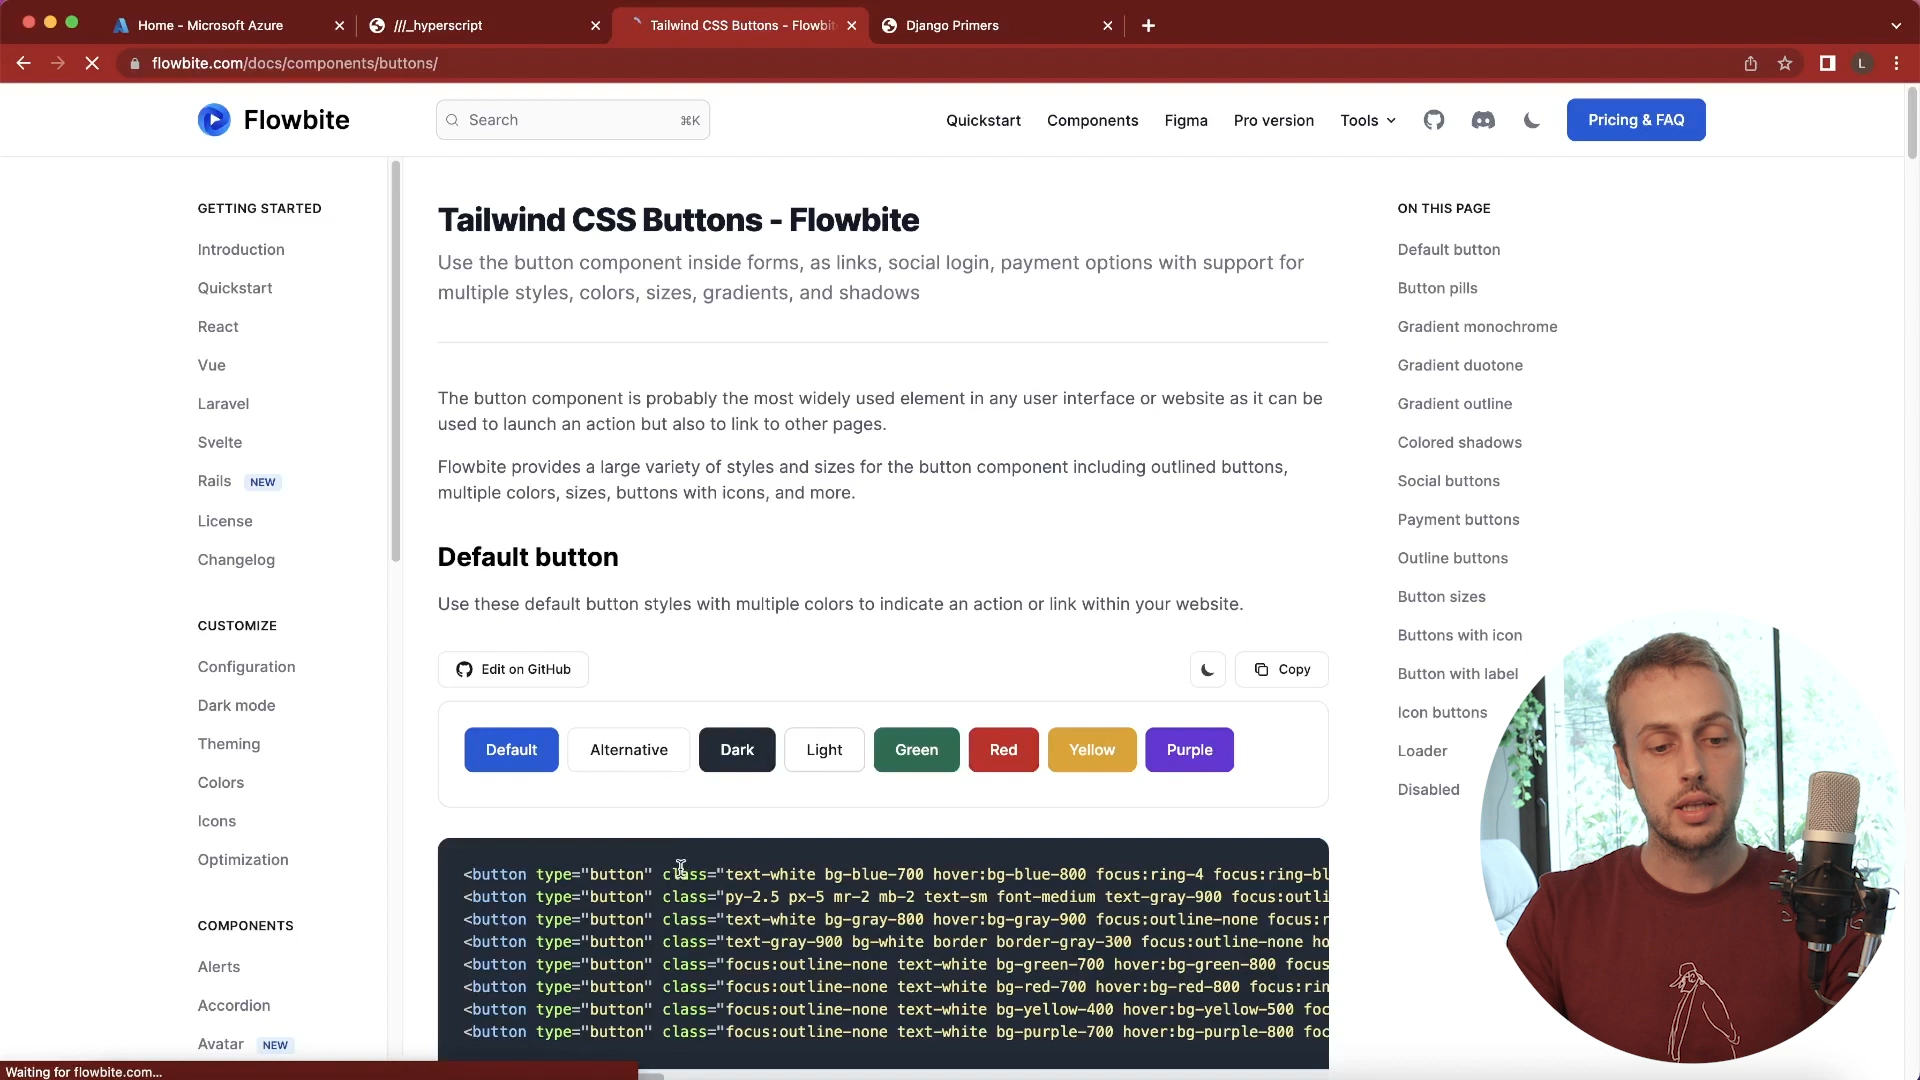 Home - Microsoft Azure
///_hyperscript
Tailwind CSS Buttons - Flowbit
Django Primers
flowbite.com/docs/components/buttons/
L
Flowbite
Search
⌘K
Quickstart
Components
Figma
Pro version
Tools
Pricing & FAQ
GETTING STARTED
Introduction
Quickstart
React
Vue
Laravel
Svelte
Rails NEW
License
Changelog
CUSTOMIZE
Configuration
Dark mode
Theming
Colors
Icons
Optimization
COMPONENTS
Alerts
Accordion
Avatar NEW
Tailwind CSS Buttons - Flowbite
Use the button component inside forms, as links, social login, payment options with support for
multiple styles, colors, sizes, gradients, and shadows
The button component is probably the most widely used element in any user interface or website as it can be
used to launch an action but also to link to other pages.
Flowbite provides a large variety of styles and sizes for the button component including outlined buttons,
multiple colors, sizes, buttons with icons, and more.
Default button
Use these default button styles with multiple colors to indicate an action or link within your website.
Edit on GitHub
Copy
Default
Alternative
Dark
Light
Green
Red
Yellow
Purple
<button type="button" class="text-white bg-blue-700 hover:bg-blue-800 focus:ring-4 focus:ring-bl
<button type="button" class="py-2.5 px-5 mr-2 mb-2 text-sm font-medium text-gray-900 focus:outli
<button type="button" class="text-white bg-gray-800 hover:bg-gray-900 focus:outline-none focus:r
<button type="button" class="text-gray-900 bg-white border border-gray-300 focus:outline-none ho
<button type="button" class="focus:outline-none text-white bg-green-700 hover:bg-green-800 focus
<button type="button" class="focus:outline-none text-white bg-red-700 hover:bg-red-800 focus:rin
<button type="button" class="focus:outline-none text-white bg-yellow-400 hover:bg-yellow-500 foc
<button type="button" class="focus:outline-none text-white bg-purple-700 hover:bg-purple-800 foc
ON THIS PAGE
Default button
Button pills
Gradient monochrome
Gradient duotone
Gradient outline
Colored shadows
Social buttons
Payment buttons
Outline buttons
Button sizes
Buttons with icon
Button with label
Icon buttons
Loader
Disabled
Waiting for flowbite.com...